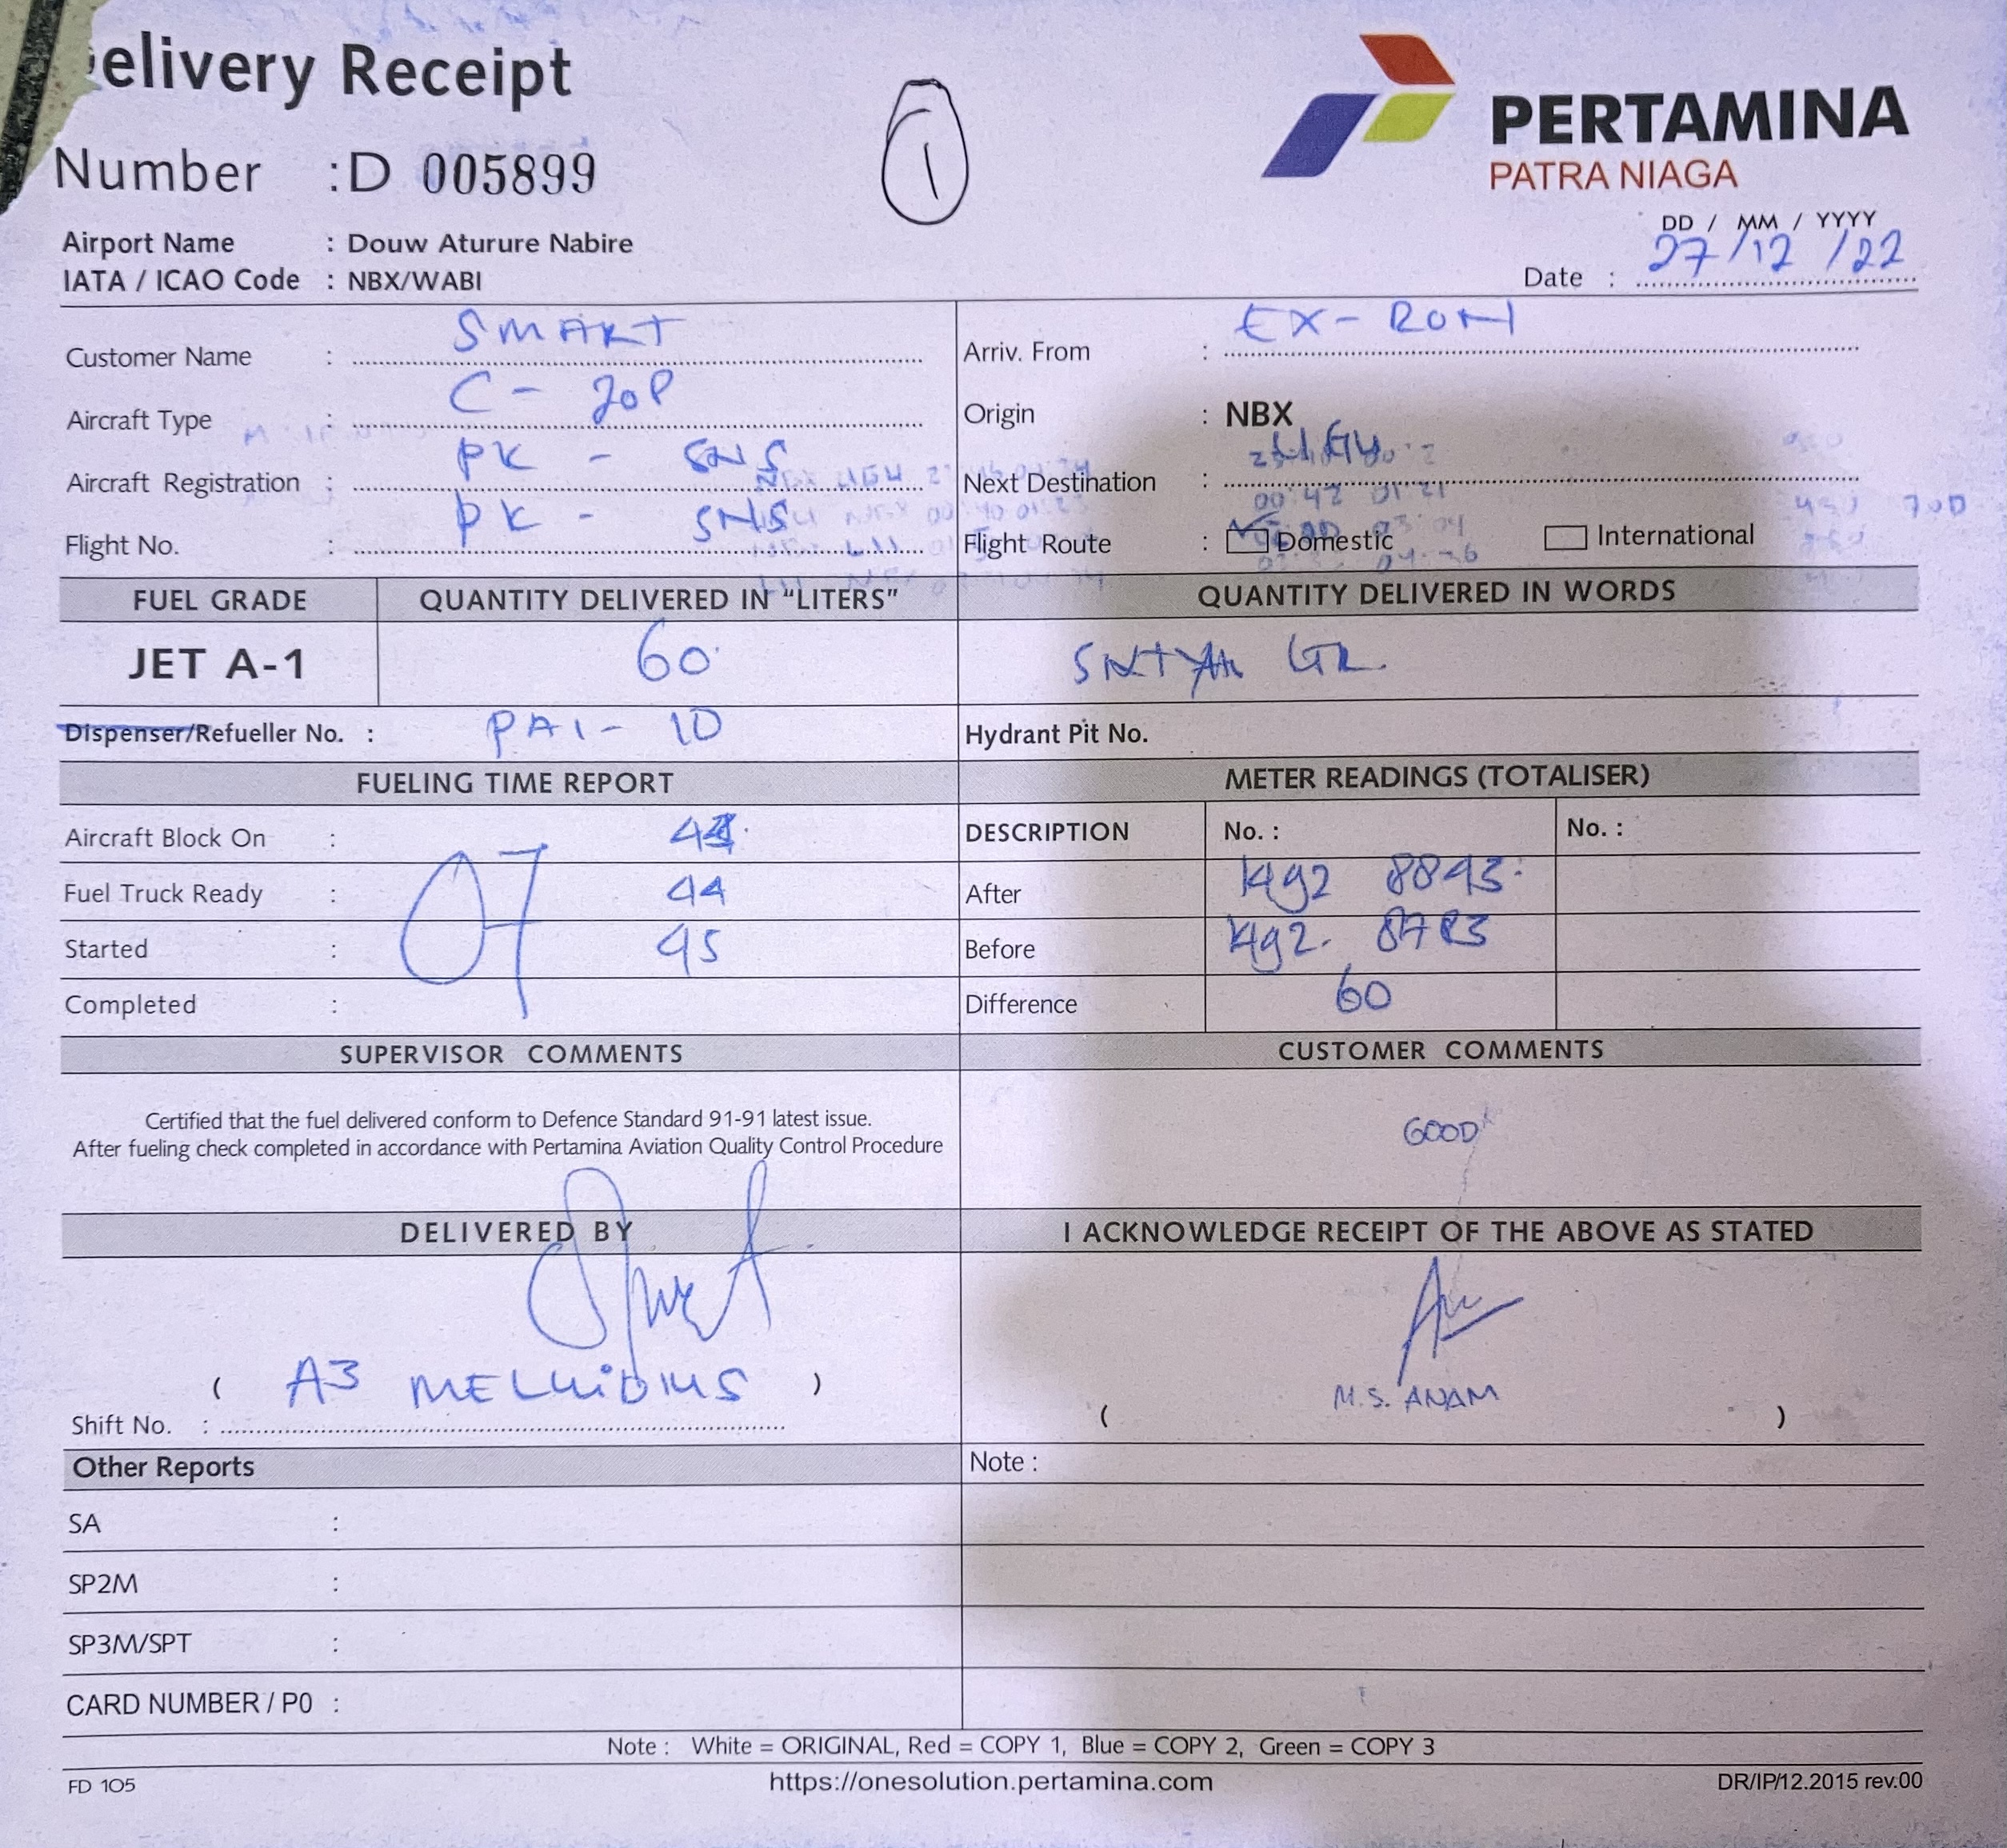 elivery Receipt
1
PERTAMINA
PATRA NIAGA
Number : D 005899
DD / MM / YYYY
Airport Name : Douw Aturure Nabire
Date : 27/12/22
IATA / ICAO Code : NBX/WABI
Customer Name : SMART
Arriv. From : EX-RON
Aircraft Type : C - 208
Origin : NBX
Aircraft Registration : PK - SNS
Next Destination :
Flight No. : PK - SNS
Flight Route : Domestic International
FUEL GRADE QUANTITY DELIVERED IN “LITERS” QUANTITY DELIVERED IN WORDS
JET A-1 60 LTR.
Dispenser/Refueller No. : PAI - 10 Hydrant Pit No.
FUELING TIME REPORT METER READINGS (TOTALISER)
Aircraft Block On : DESCRIPTION No. : No. :
Fuel Truck Ready : 07 44 After 8843
Started : 45 Before 8783
Completed : Difference 60
SUPERVISOR COMMENTS CUSTOMER COMMENTS
Certified that the fuel delivered conform to Defence Standard 91-91 latest issue.
After fueling check completed in accordance with Pertamina Aviation Quality Control Procedure
GOOD
DELIVERED BY I ACKNOWLEDGE RECEIPT OF THE ABOVE AS STATED
( A3 )
Shift No. :
( M.S. ANAM )
Other Reports Note :
SA :
SP2M :
SP3M/SPT :
CARD NUMBER / P0 :
Note : White = ORIGINAL, Red = COPY 1, Blue = COPY 2, Green = COPY 3
FD 105 https://onesolution.pertamina.com DR/IP/12.2015 rev.00